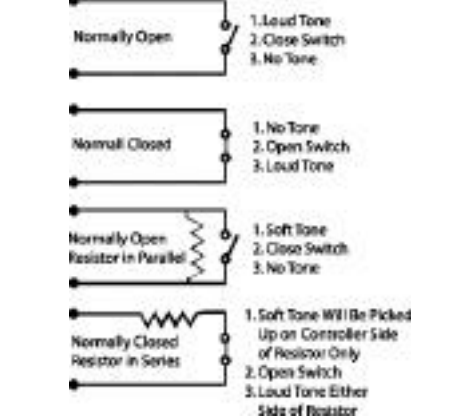 Normally Open
1. Loud Tone
2. Close Switch
3. No Tone
Normall Closed
1. No Tone
2. Open Switch
3. Loud Tone
Normally Open
Resistor in Parallel
1. Soft Tone
2. Close Switch
3. No Tone
Normally Closed
Resistor in Series
1. Soft Tone Will Be Picked
Up on Controller Side
of Resistor Only
2. Open Switch
3. Loud Tone Either
Side of Resistor